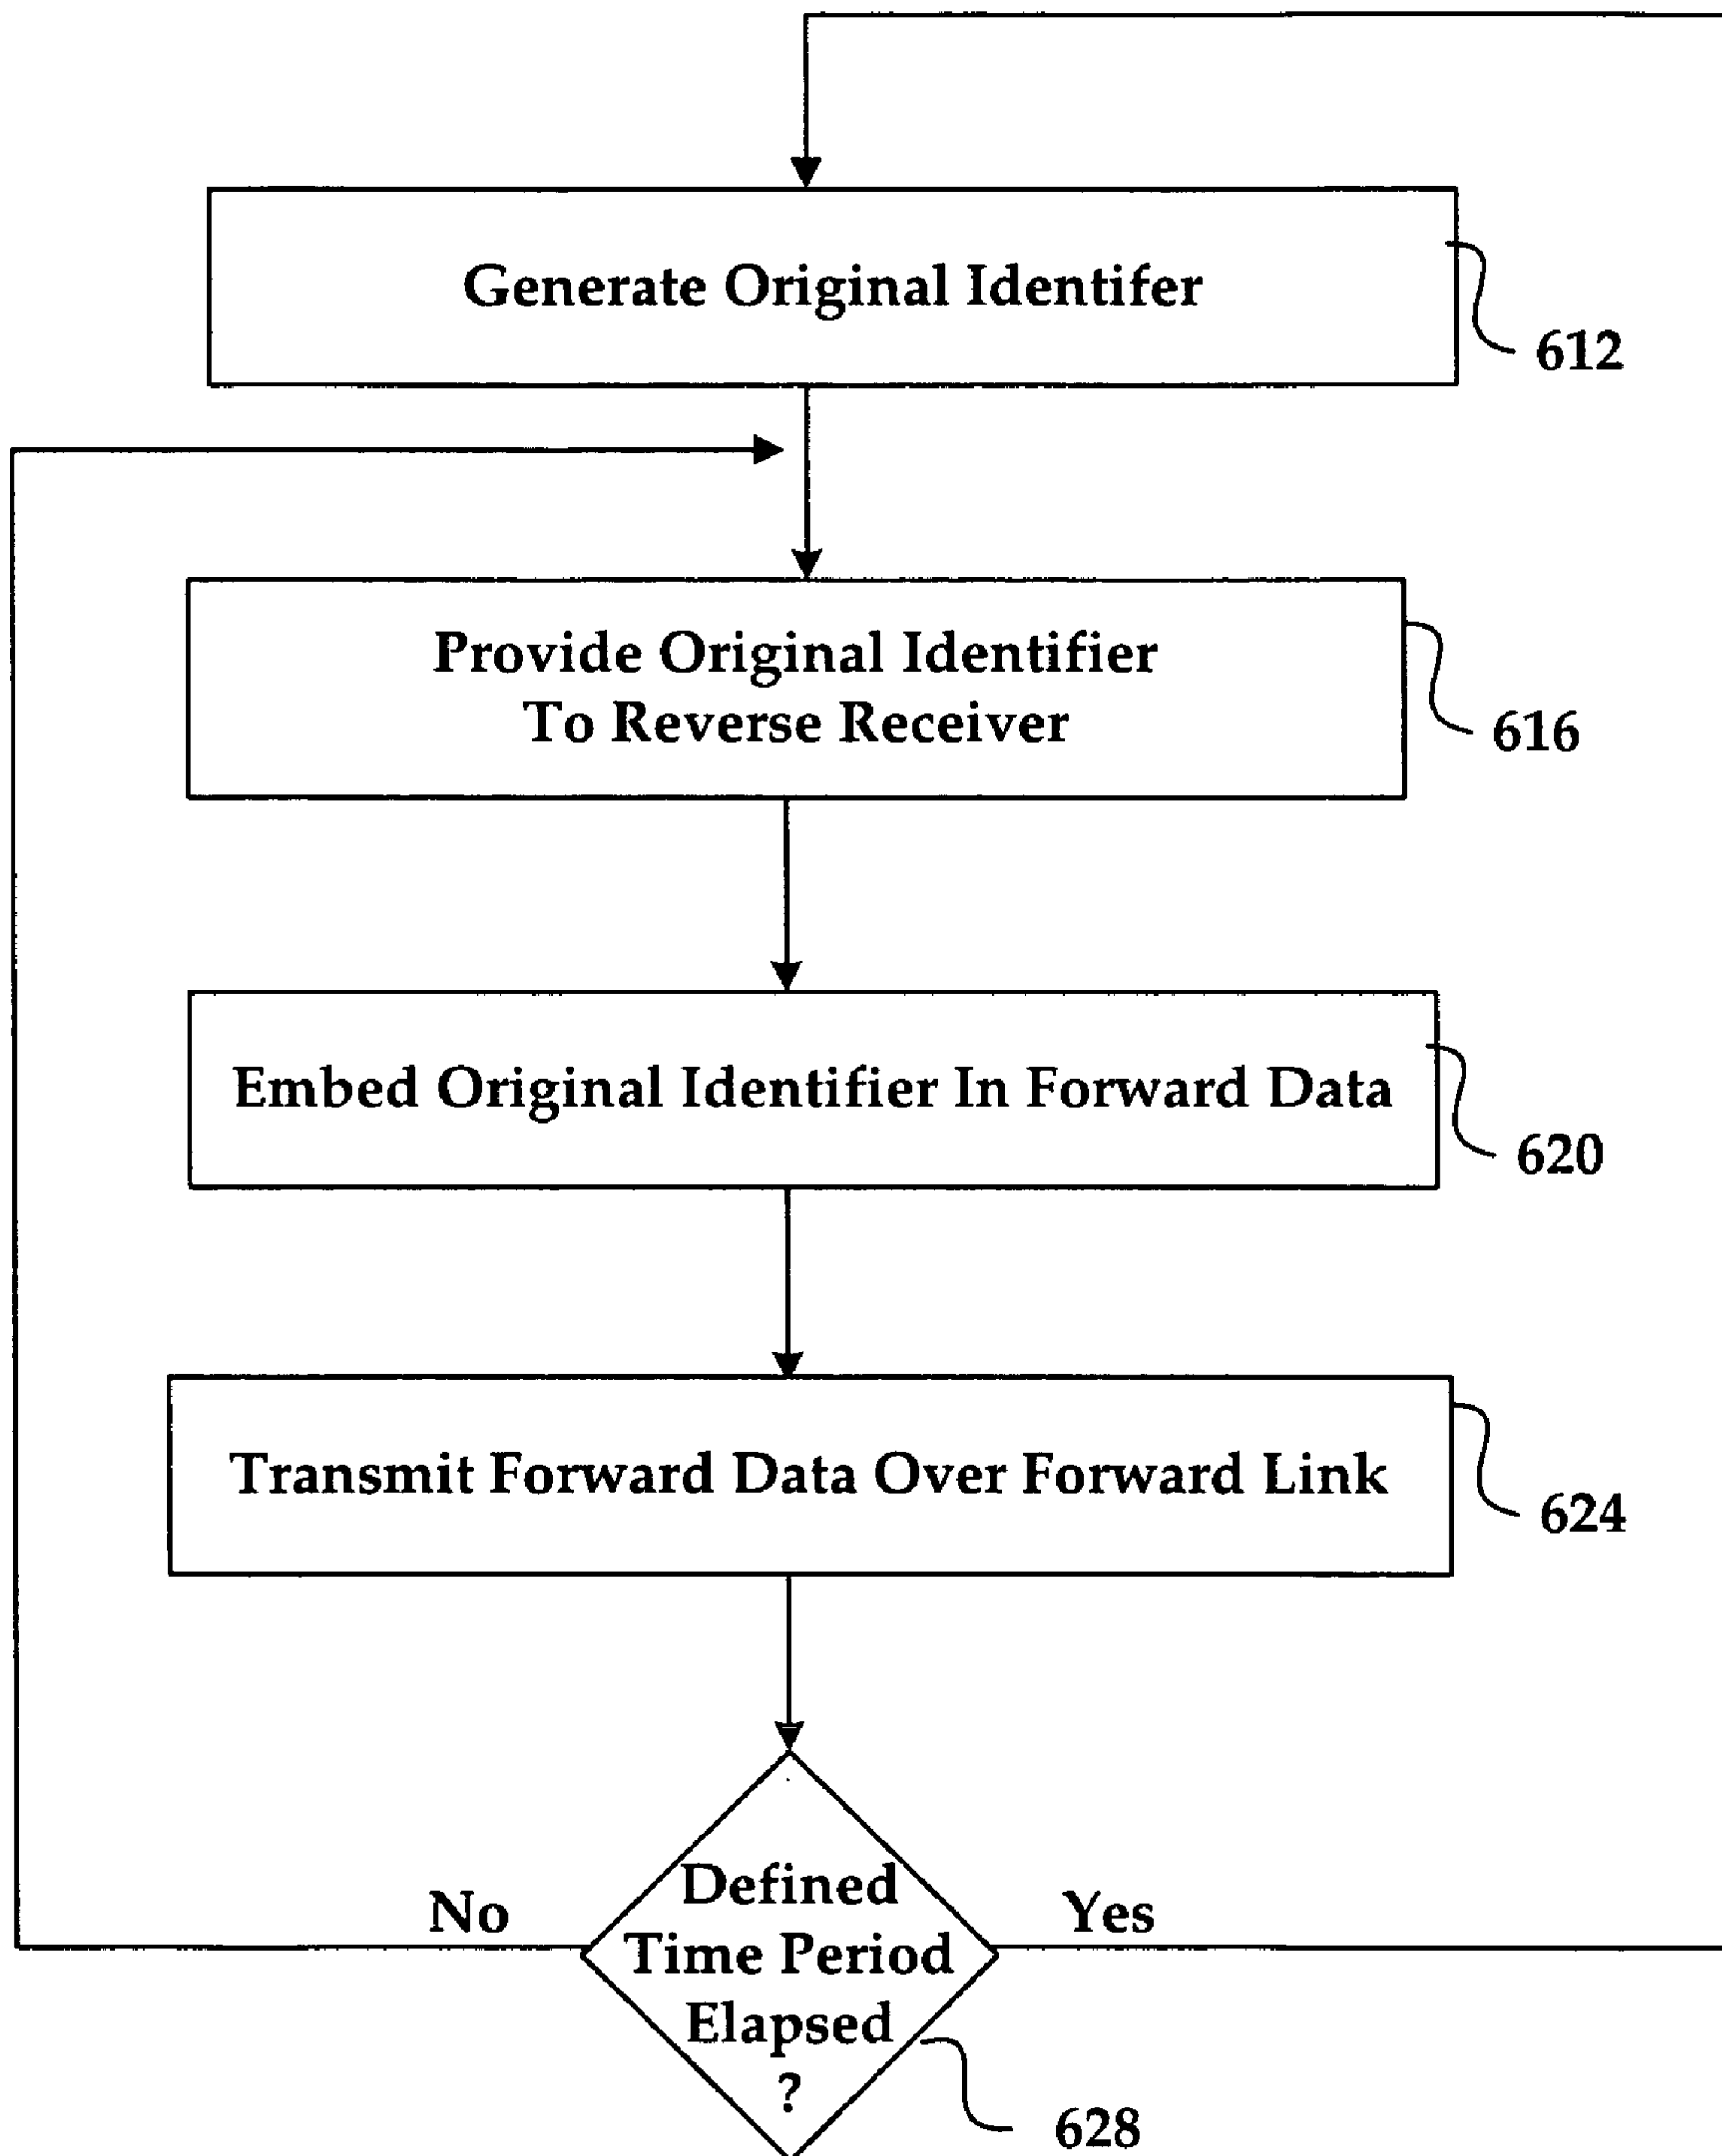 Generate Original Identifer
612
Provide Original Identifier
To Reverse Receiver
616
Embed Original Identifier In Forward Data
620
Transmit Forward Data Over Forward Link
624
No
Yes
Defined
Time Period
Elapsed
?
628